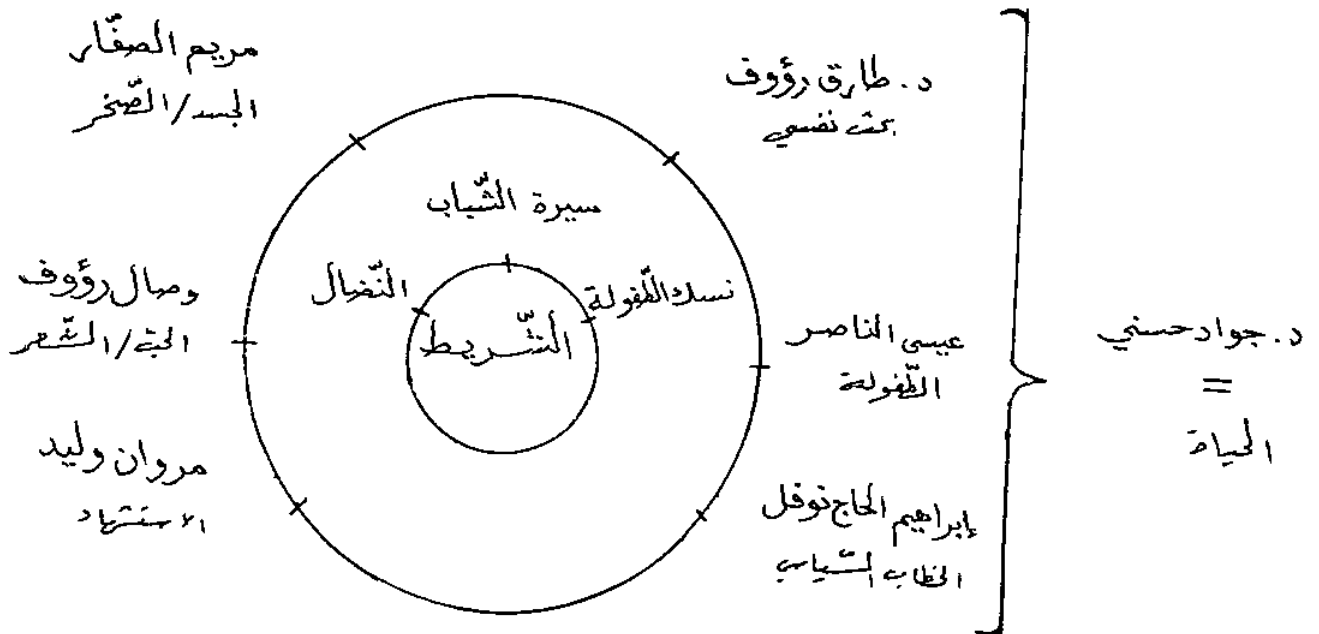 د. طارق رؤوف
بحث نفسي
مريم الصفّار
الجسد/الصّخر
سيرة الشّباب
نسك الطّفولة
النّضال
الشّريط
عيسى الناصر
الطّفولة
وصال رؤوف
الحبّ/الشّعر
إبراهيم الحاج نوفل
الخطاب السّياسي
مروان وليد
الاستشهاد
د. جواد حسني
=
الحياة